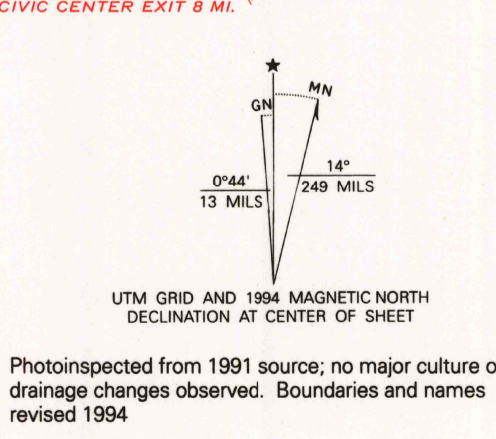 CIVIC CENTER EXIT 8 MI.
★
MN
GN
0°44'
13 MILS
14°
249 MILS
UTM GRID AND 1994 MAGNETIC NORTH
DECLINATION AT CENTER OF SHEET
Photoinspected from 1991 source; no major culture o
drainage changes observed. Boundaries and names
revised 1994